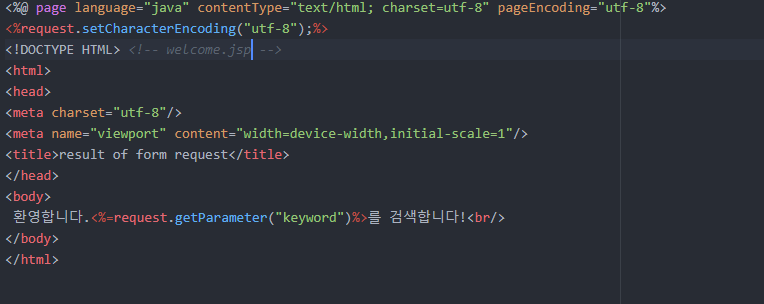 <%@ page language="java" contentType="text/html; charset=utf-8" pageEncoding="utf-8"%>
<%request.setCharacterEncoding("utf-8");%>
<!DOCTYPE HTML> <!-- welcome.jsp -->
<html>
<head>
<meta charset="utf-8"/>
<meta name="viewport" content="width=device-width,initial-scale=1"/>
<title>result of form request</title>
</head>
<body>
환영합니다.<%=request.getParameter("keyword")%>를 검색합니다!<br/>
</body>
</html>